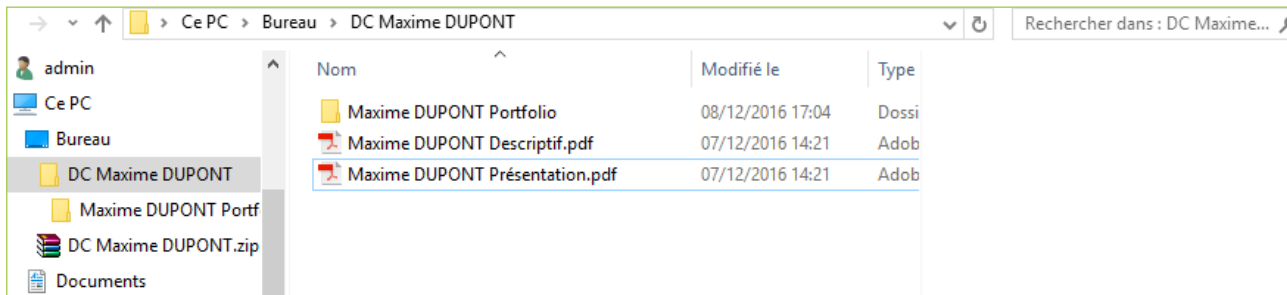 Ce PC > Bureau > DC Maxime DUPONT
Rechercher dans : DC Maxime...
admin
Ce PC
Bureau
DC Maxime DUPONT
Maxime DUPONT Portf
DC Maxime DUPONT.zip
Documents
Nom Modifié le Type
Maxime DUPONT Portfolio 08/12/2016 17:04 Dossi
Maxime DUPONT Descriptif.pdf 07/12/2016 14:21 Adob
Maxime DUPONT Présentation.pdf 07/12/2016 14:21 Adob